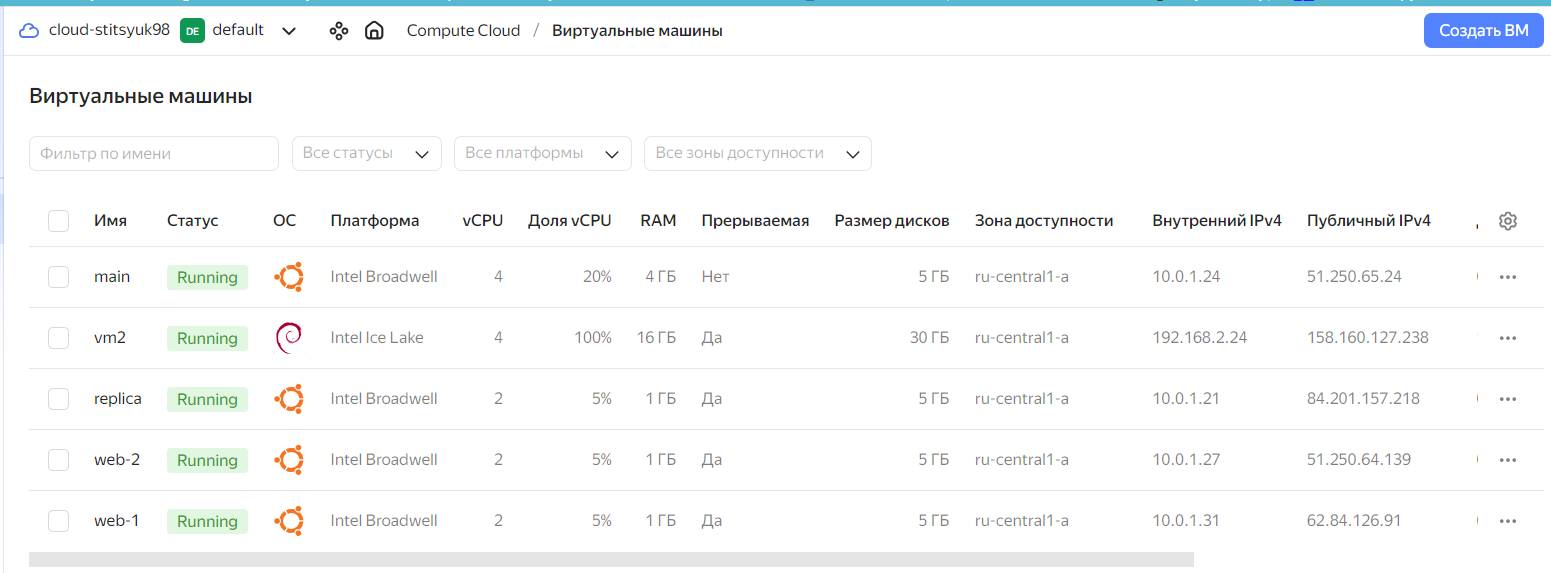 cloud-stitsyuk98 DE default Compute Cloud / Виртуальные машины Создать ВМ
Виртуальные машины
Фильтр по имени Все статусы Все платформы Все зоны доступности
Имя Статус ОС Платформа vCPU Доля vCPU RAM Прерываемая Размер дисков Зона доступности Внутренний IPv4 Публичный IPv4
main Running Intel Broadwell 4 20% 4 ГБ Нет 5 ГБ ru-central1-a 10.0.1.24 51.250.65.24
vm2 Running Intel Ice Lake 4 100% 16 ГБ Да 30 ГБ ru-central1-a 192.168.2.24 158.160.127.238
replica Running Intel Broadwell 2 5% 1 ГБ Да 5 ГБ ru-central1-a 10.0.1.21 84.201.157.218
web-2 Running Intel Broadwell 2 5% 1 ГБ Да 5 ГБ ru-central1-a 10.0.1.27 51.250.64.139
web-1 Running Intel Broadwell 2 5% 1 ГБ Да 5 ГБ ru-central1-a 10.0.1.31 62.84.126.91